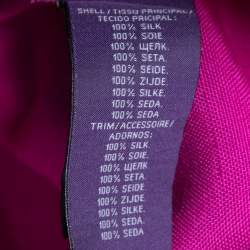 SHELL / TISSU PRINCIPAL /
TECIDO PRICIPAL:
100% SILK.
100% SOIE.
100% ШЕЛК.
100% SETA.
100% SEIDE.
100% ZIJDE.
100% SILKE.
100% SEDA.
100% SEDA
TRIM/ACCESSOIRE/
ADORNOS:
100% SILK.
100% SOIE.
100% ШЕЛК.
100% SETA.
100% SEIDE
100% ZIJDE.
100% SILKE.
100% SEDA.
100% SEDA